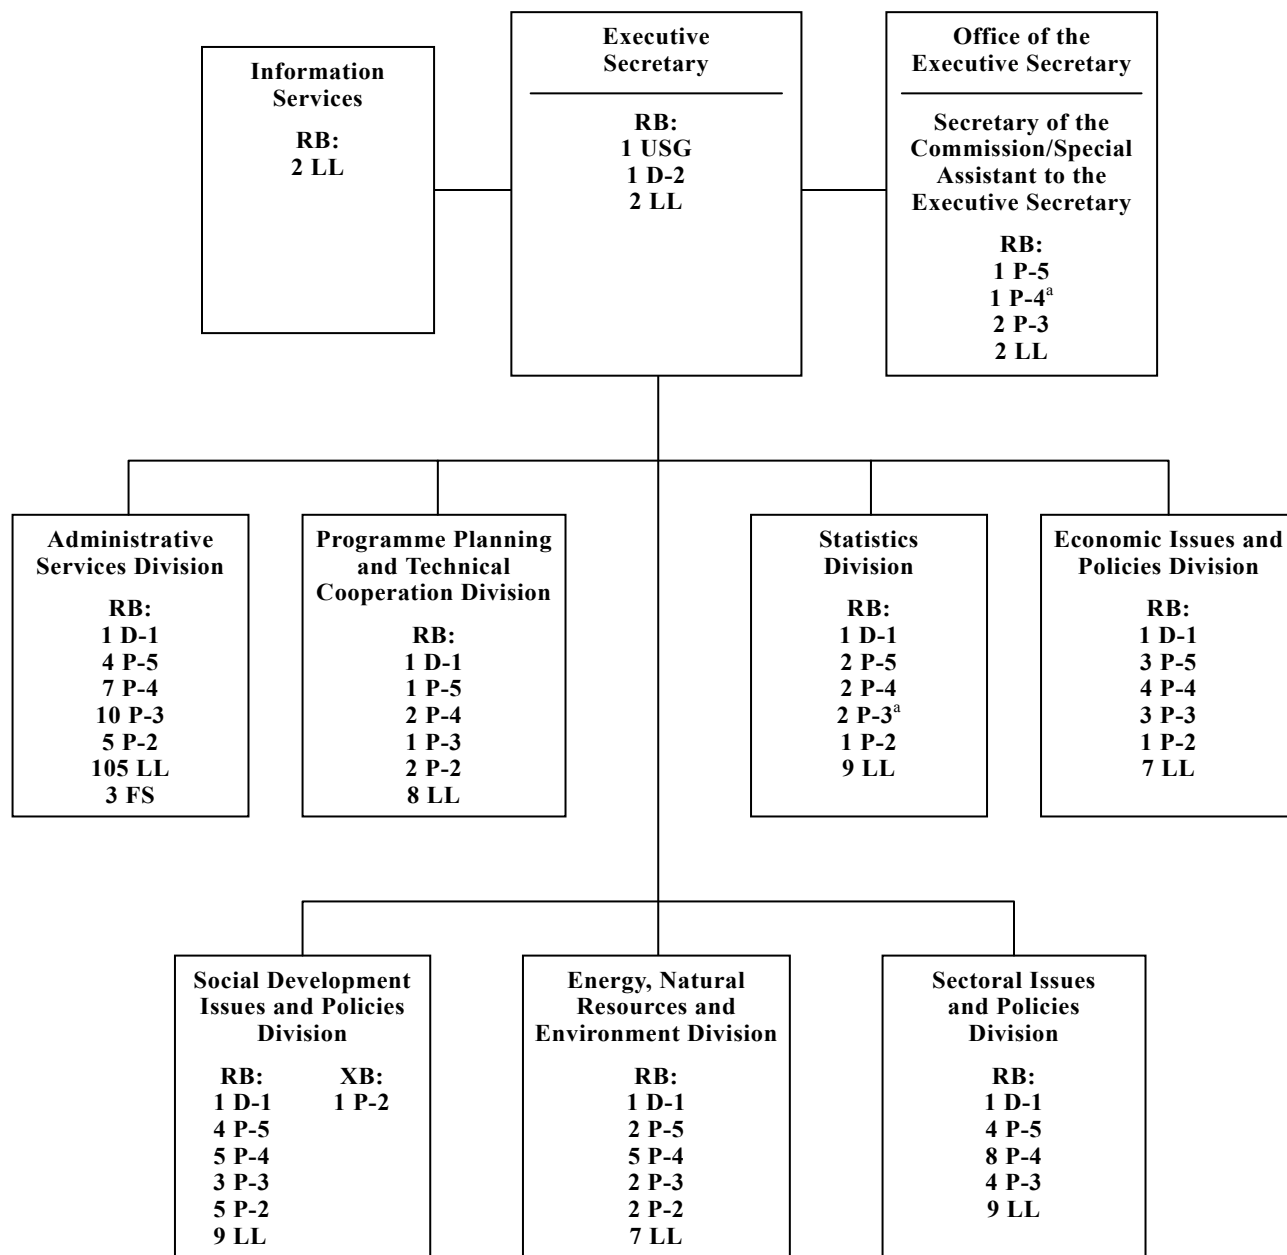 Information
Services
RB:
2 LL
Executive
Secretary
RB:
1 USG
1 D-2
2 LL
Office of the
Executive Secretary
Secretary of the
Commission/Special
Assistant to the
Executive Secretary
RB:
1 P-5
1 P-4a
2 P-3
2 LL
Administrative
Services Division
RB:
1 D-1
4 P-5
7 P-4
10 P-3
5 P-2
105 LL
3 FS
Programme Planning
and Technical
Cooperation Division
RB:
1 D-1
1 P-5
2 P-4
1 P-3
2 P-2
8 LL
Statistics
Division
RB:
1 D-1
2 P-5
2 P-4
2 P-3a
1 P-2
9 LL
Economic Issues and
Policies Division
RB:
1 D-1
3 P-5
4 P-4
3 P-3
1 P-2
7 LL
Social Development
Issues and Policies
Division
RB:
1 D-1
4 P-5
5 P-4
3 P-3
5 P-2
9 LL
XB:
1 P-2
Energy, Natural
Resources and
Environment Division
RB:
1 D-1
2 P-5
5 P-4
2 P-3
2 P-2
7 LL
Sectoral Issues
and Policies
Division
RB:
1 D-1
4 P-5
8 P-4
4 P-3
9 LL